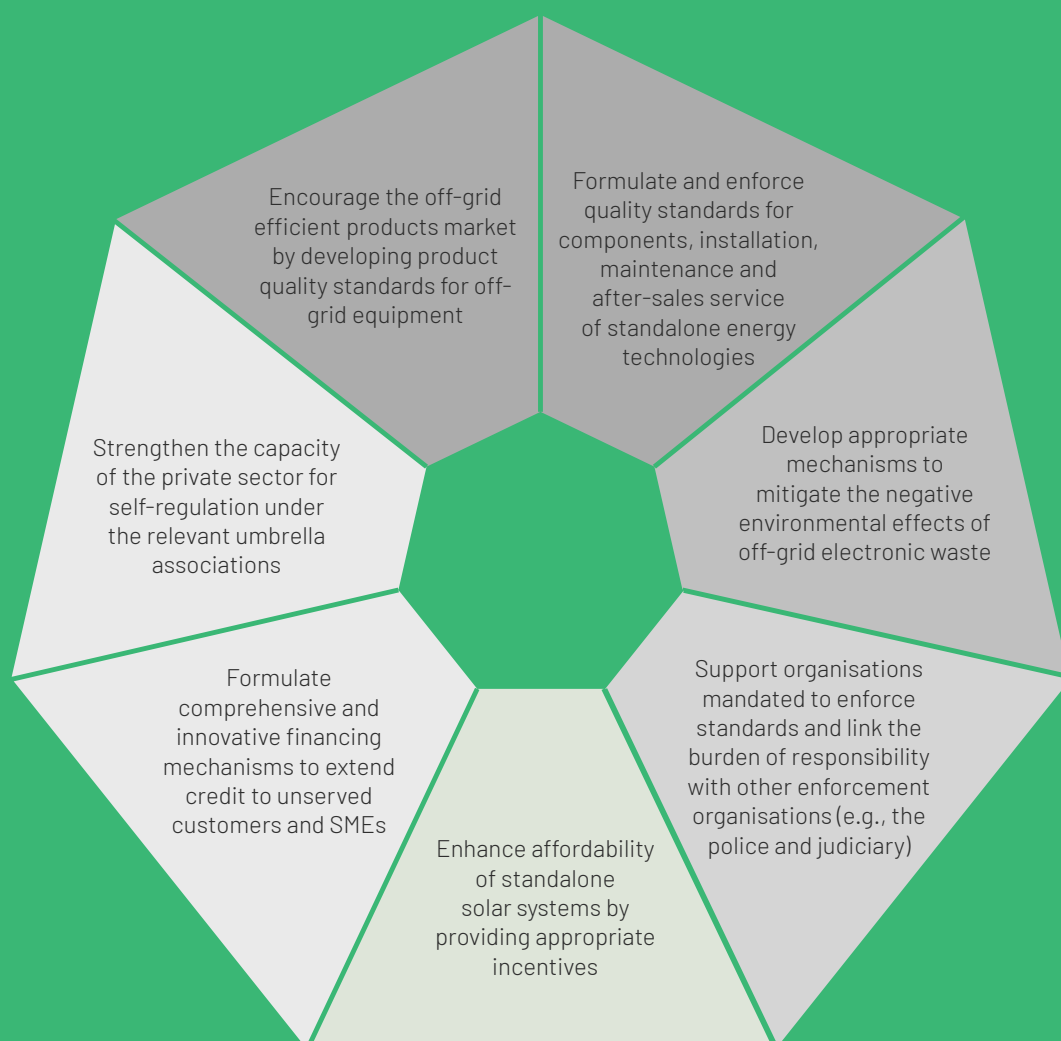 Encourage the off-grid
efficient products market
by developing product
quality standards for off-
grid equipment
Formulate and enforce
quality standards for
components, installation,
maintenance and
after-sales service
of standalone energy
technologies
Develop appropriate
mechanisms to
mitigate the negative
environmental effects of
off-grid electronic waste
Support organisations
mandated to enforce
standards and link the
burden of responsibility
with other enforcement
organisations (e.g., the
police and judiciary)
Enhance affordability
of standalone
solar systems by
providing appropriate
incentives
Formulate
comprehensive and
innovative financing
mechanisms to extend
credit to unserved
customers and SMEs
Strengthen the capacity
of the private sector for
self-regulation under
the relevant umbrella
associations